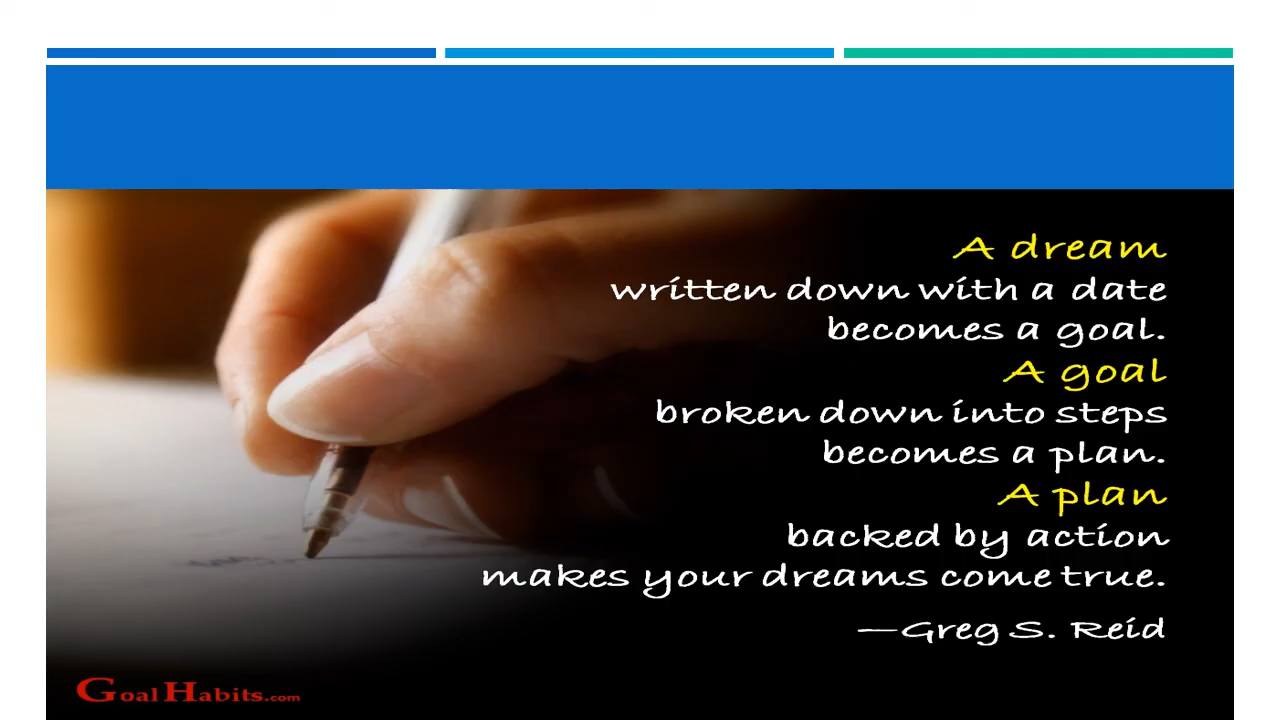 A dream
written down with a date
becomes a goal.
A goal
broken down into steps
becomes a plan.
A plan
backed by action
makes your dreams come true.
—Greg S. Reid
GoalHabits.com